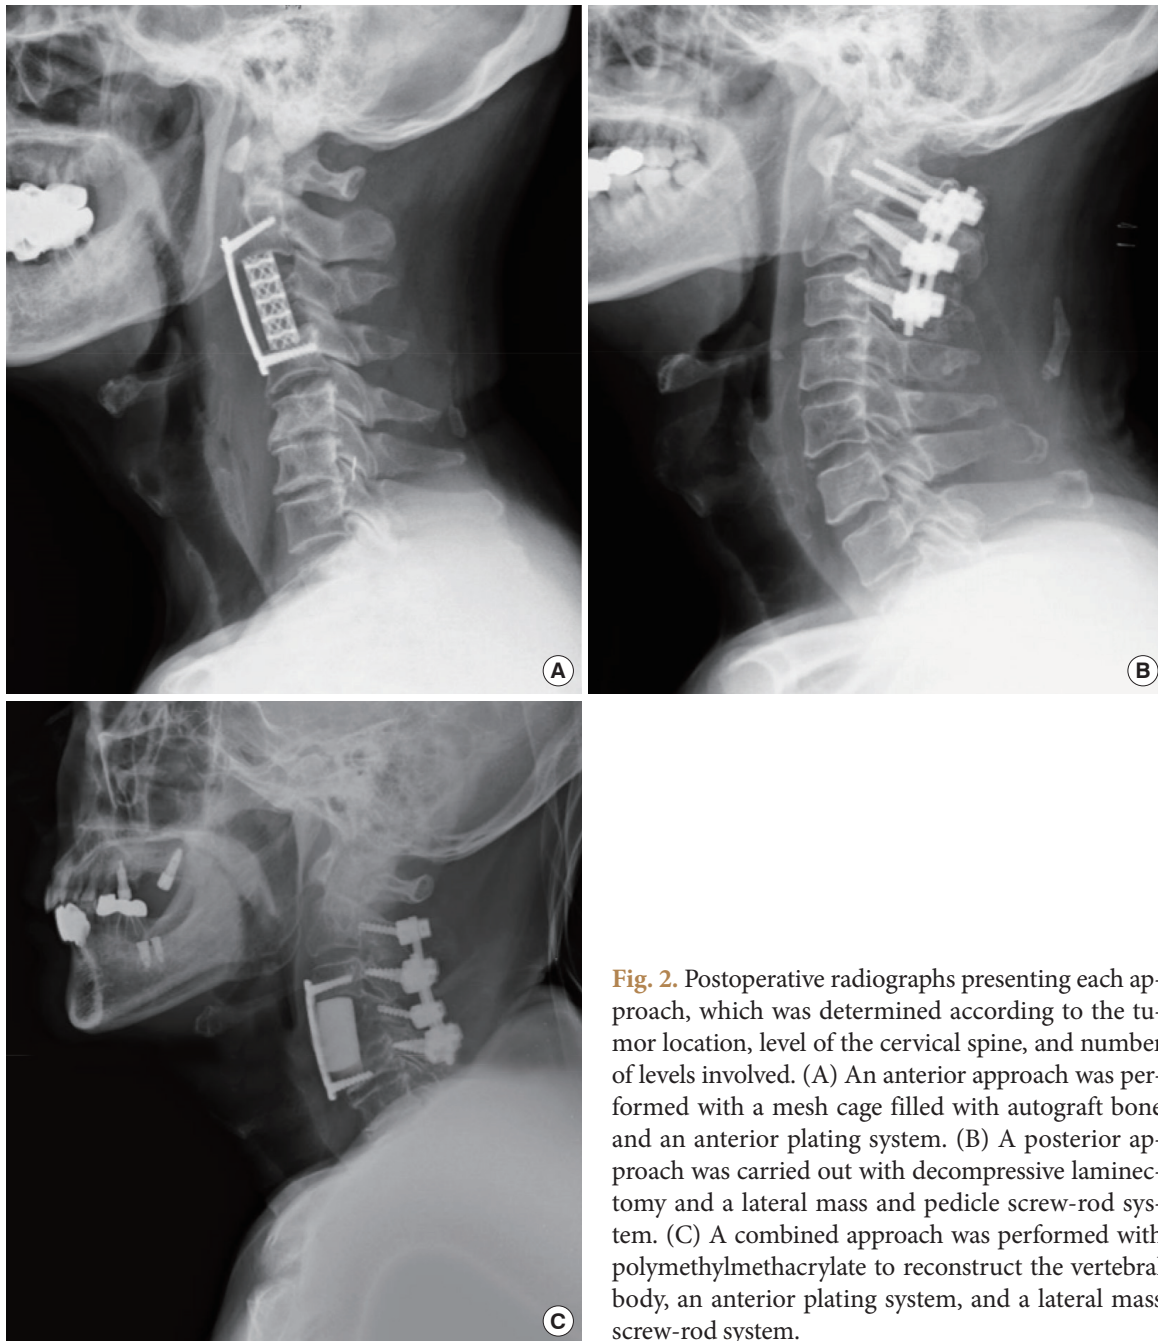 A
B
C
Fig. 2. Postoperative radiographs presenting each ap-
proach, which was determined according to the tu-
mor location, level of the cervical spine, and number
of levels involved. (A) An anterior approach was per-
formed with a mesh cage filled with autograft bone
and an anterior plating system. (B) A posterior ap-
proach was carried out with decompressive laminec-
tomy and a lateral mass and pedicle screw-rod sys-
tem. (C) A combined approach was performed with
polymethylmethacrylate to reconstruct the vertebral
body, an anterior plating system, and a lateral mass
screw-rod system.